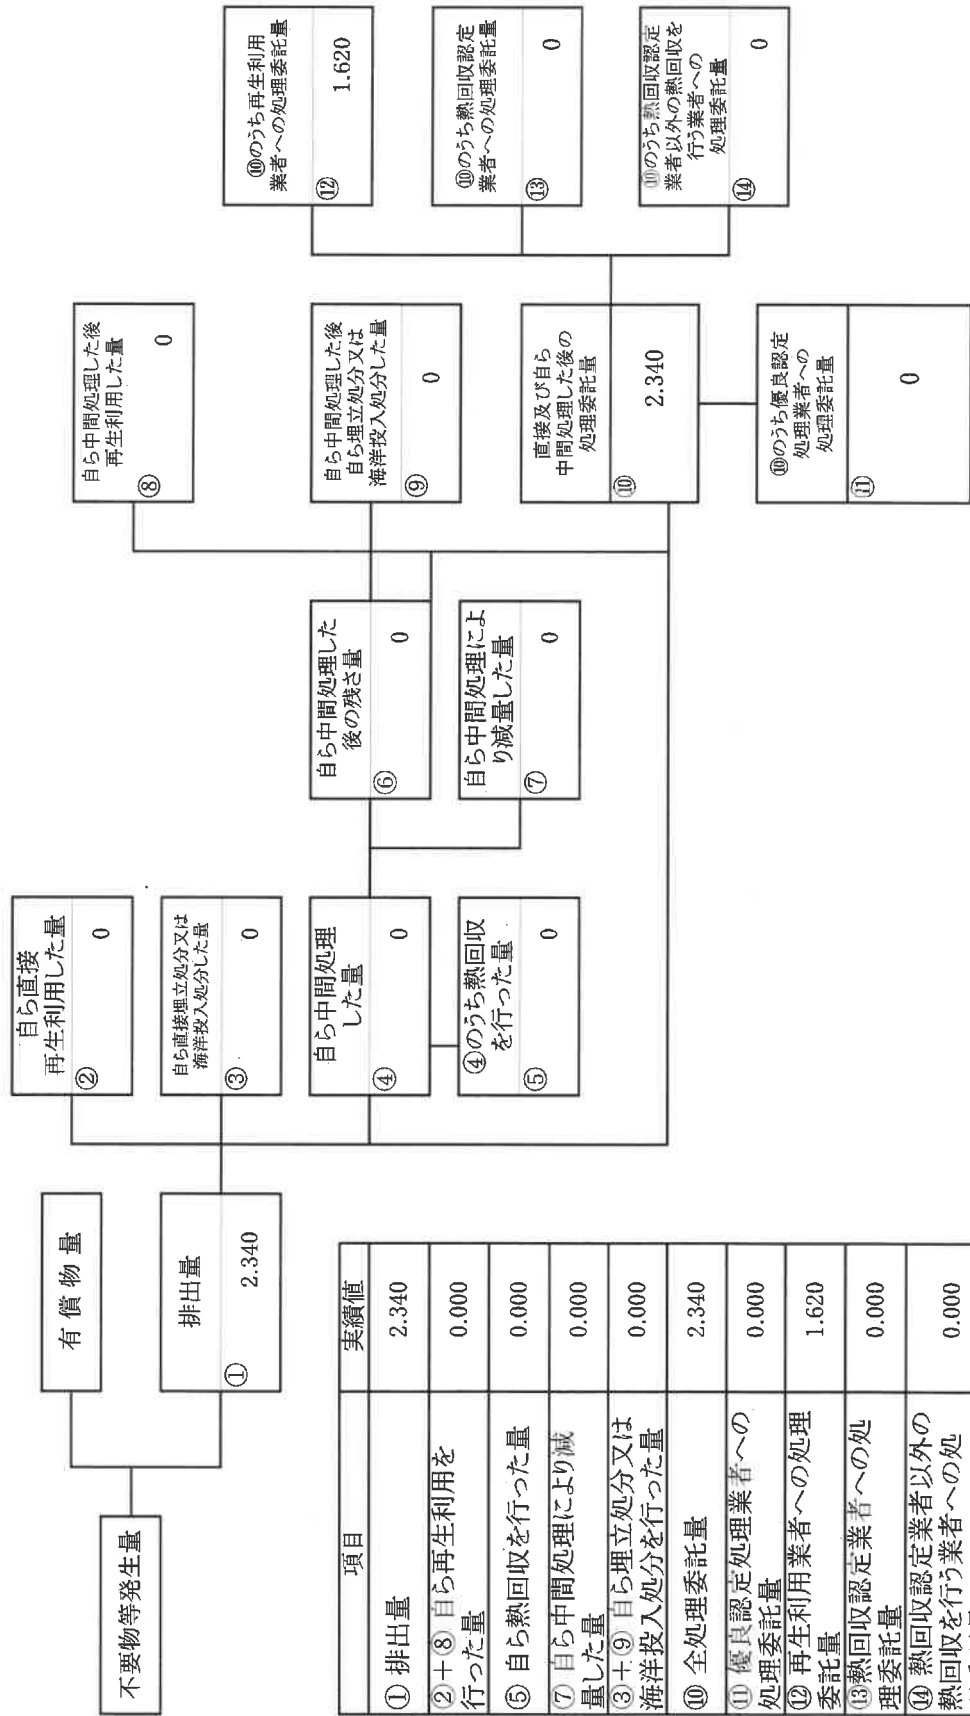 不要物等発生量
有償物量
排出量
① 2.340
自ら直接
再生利用した量
② 0
自ら直接埋立処分又は
海洋投入処分した量
③ 0
自ら中間処理
した量
④ 0
④のうち熱回収
を行った量
⑤ 0
自ら中間処理した
後の残さ量
⑥ 0
自ら中間処理によ
り減量した量
⑦ 0
自ら中間処理した後
再生利用した量
⑧ 0
自ら中間処理した後
自ら埋立処分又は
海洋投入処分した量
⑨ 0
直接及び自ら
中間処理した後の
処理委託量
⑩ 2.340
⑩のうち優良認定
処理業者への
処理委託量
⑪ 0
⑩のうち再生利用
業者への処理委託量
⑫ 1.620
⑩のうち熱回収認定
業者への処理委託量
⑬ 0
⑩のうち熱回収認定
業者以外の熱回収を
行う業者への
処理委託量
⑭ 0
項目 実績値
① 排出量 2.340
②＋⑧ 自ら再生利用を
行った量 0.000
⑤ 自ら熱回収を行った量 0.000
⑦ 自ら中間処理により減
量した量 0.000
③＋⑨ 自ら埋立処分又は
海洋投入処分を行った量 0.000
⑩ 全処理委託量 2.340
⑪ 優良認定処理業者への
処理委託量 0.000
⑫ 再生利用業者への処理
委託量 1.620
⑬熱回収認定業者への処
理委託量 0.000
⑭ 熱回収認定業者以外の
熱回収を行う業者への処 0.000